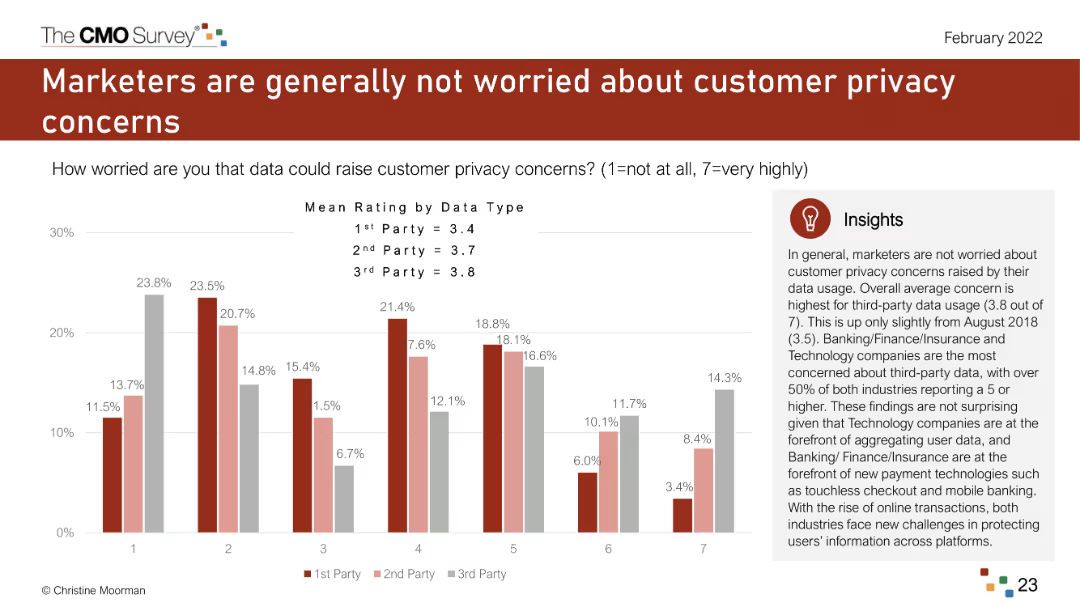 The CMO Survey®
February 2022
Marketers are generally not worried about customer privacy
concerns
How worried are you that data could raise customer privacy concerns? (1=not at all, 7=very highly)
Mean Rating by Data Type
1st Party = 3.4
2nd Party = 3.7
3rd Party = 3.8
30%
20%
10%
0%
11.5%
13.7%
23.8%
23.5%
20.7%
14.8%
15.4%
1.5%
6.7%
21.4%
7.6%
12.1%
18.8%
18.1%
16.6%
6.0%
10.1%
11.7%
3.4%
8.4%
14.3%
1
2
3
4
5
6
7
1st Party
2nd Party
3rd Party
Insights
In general, marketers are not worried about
customer privacy concerns raised by their
data usage. Overall average concern is
highest for third-party data usage (3.8 out of
7). This is up only slightly from August 2018
(3.5). Banking/Finance/Insurance and
Technology companies are the most
concerned about third-party data, with over
50% of both industries reporting a 5 or
higher. These findings are not surprising
given that Technology companies are at the
forefront of aggregating user data, and
Banking/ Finance/Insurance are at the
forefront of new payment technologies such
as touchless checkout and mobile banking.
With the rise of online transactions, both
industries face new challenges in protecting
users' information across platforms.
© Christine Moorman
23